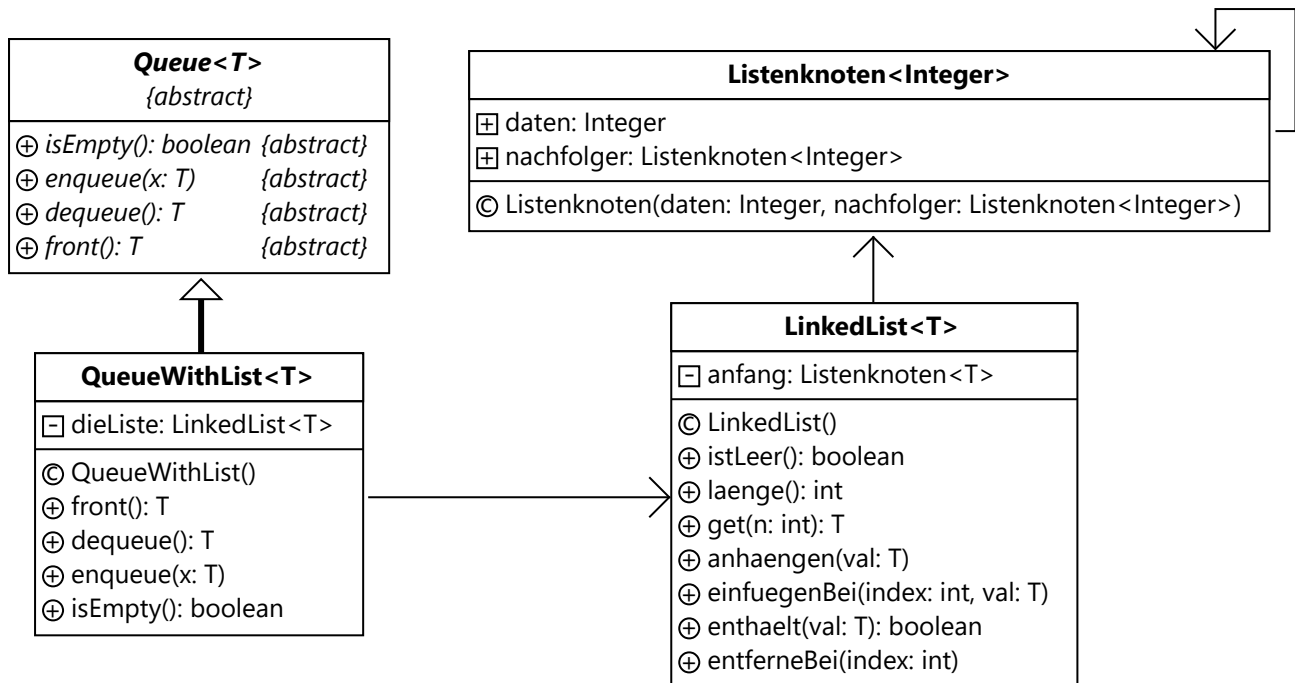 Queue<T>
{abstract}
⊕ isEmpty(): boolean {abstract}
⊕ enqueue(x: T) {abstract}
⊕ dequeue(): T {abstract}
⊕ front(): T {abstract}
Listenknoten<Integer>
⊞ daten: Integer
⊞ nachfolger: Listenknoten<Integer>
© Listenknoten(daten: Integer, nachfolger: Listenknoten<Integer>)
QueueWithList<T>
⊟ dieListe: LinkedList<T>
© QueueWithList()
⊕ front(): T
⊕ dequeue(): T
⊕ enqueue(x: T)
⊕ isEmpty(): boolean
LinkedList<T>
⊟ anfang: Listenknoten<T>
© LinkedList()
⊕ istLeer(): boolean
⊕ laenge(): int
⊕ get(n: int): T
⊕ anhaengen(val: T)
⊕ einfuegenBei(index: int, val: T)
⊕ enthaelt(val: T): boolean
⊕ entferneBei(index: int)